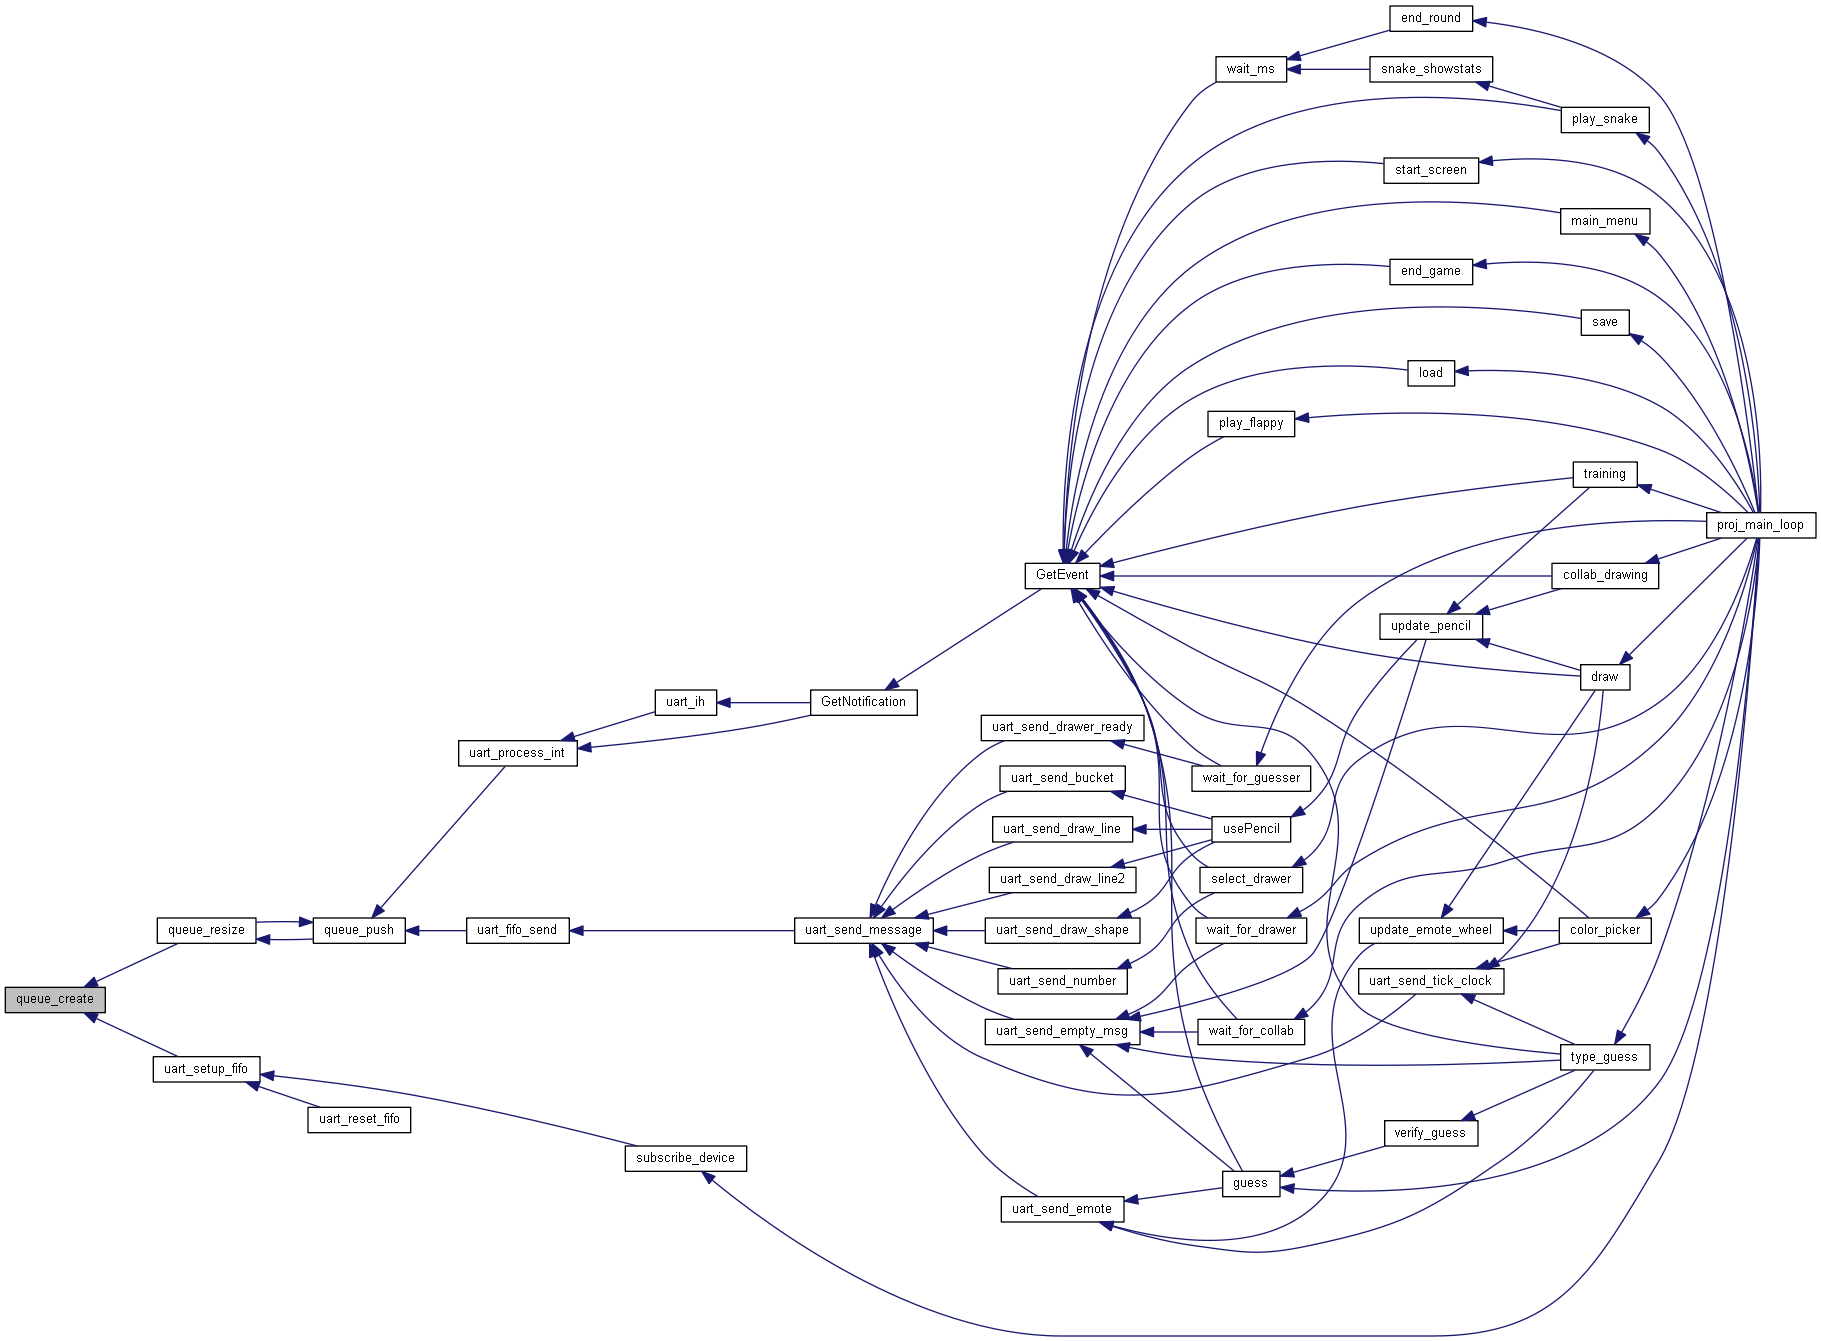 end_round
wait_ms
snake_showstats
play_snake
start_screen
main_menu
end_game
save
load
play_flappy
training
proj_main_loop
GetEvent
collab_drawing
update_pencil
draw
uart_ih
GetNotification
uart_send_drawer_ready
uart_process_int
uart_send_bucket
wait_for_guesser
uart_send_draw_line
usePencil
uart_send_draw_line2
select_drawer
queue_resize
queue_push
uart_fifo_send
uart_send_message
uart_send_draw_shape
wait_for_drawer
update_emote_wheel
color_picker
uart_send_number
uart_send_tick_clock
queue_create
uart_send_empty_msg
wait_for_collab
type_guess
uart_setup_fifo
uart_reset_fifo
verify_guess
subscribe_device
guess
uart_send_emote